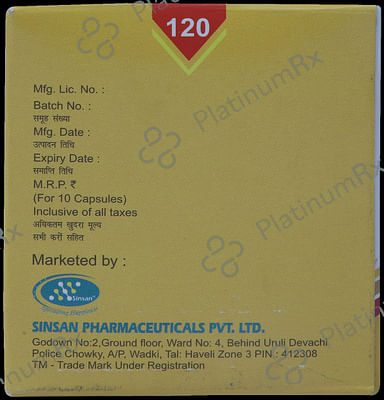 120
Mfg. Lic. No. :
Batch No. :
समूह संख्या
Mfg. Date :
उत्पादन तिथि
Expiry Date :
समाप्ति तिथि
M.R.P. ₹
(For 10 Capsules)
Inclusive of all taxes
अधिकतम खुदरा मूल्य
सभी करों सहित
Marketed by :
Sinsan™
SINSAN PHARMACEUTICALS PVT. LTD.
Godown No:2,Ground floor, Ward No: 4, Behind Uruli Devachi
Police Chowky, A/P, Wadki, Tal: Haveli Zone 3 PIN : 412308
TM - Trade Mark Under Registration
PlatinumRx
PlatinumRx
PlatinumRx